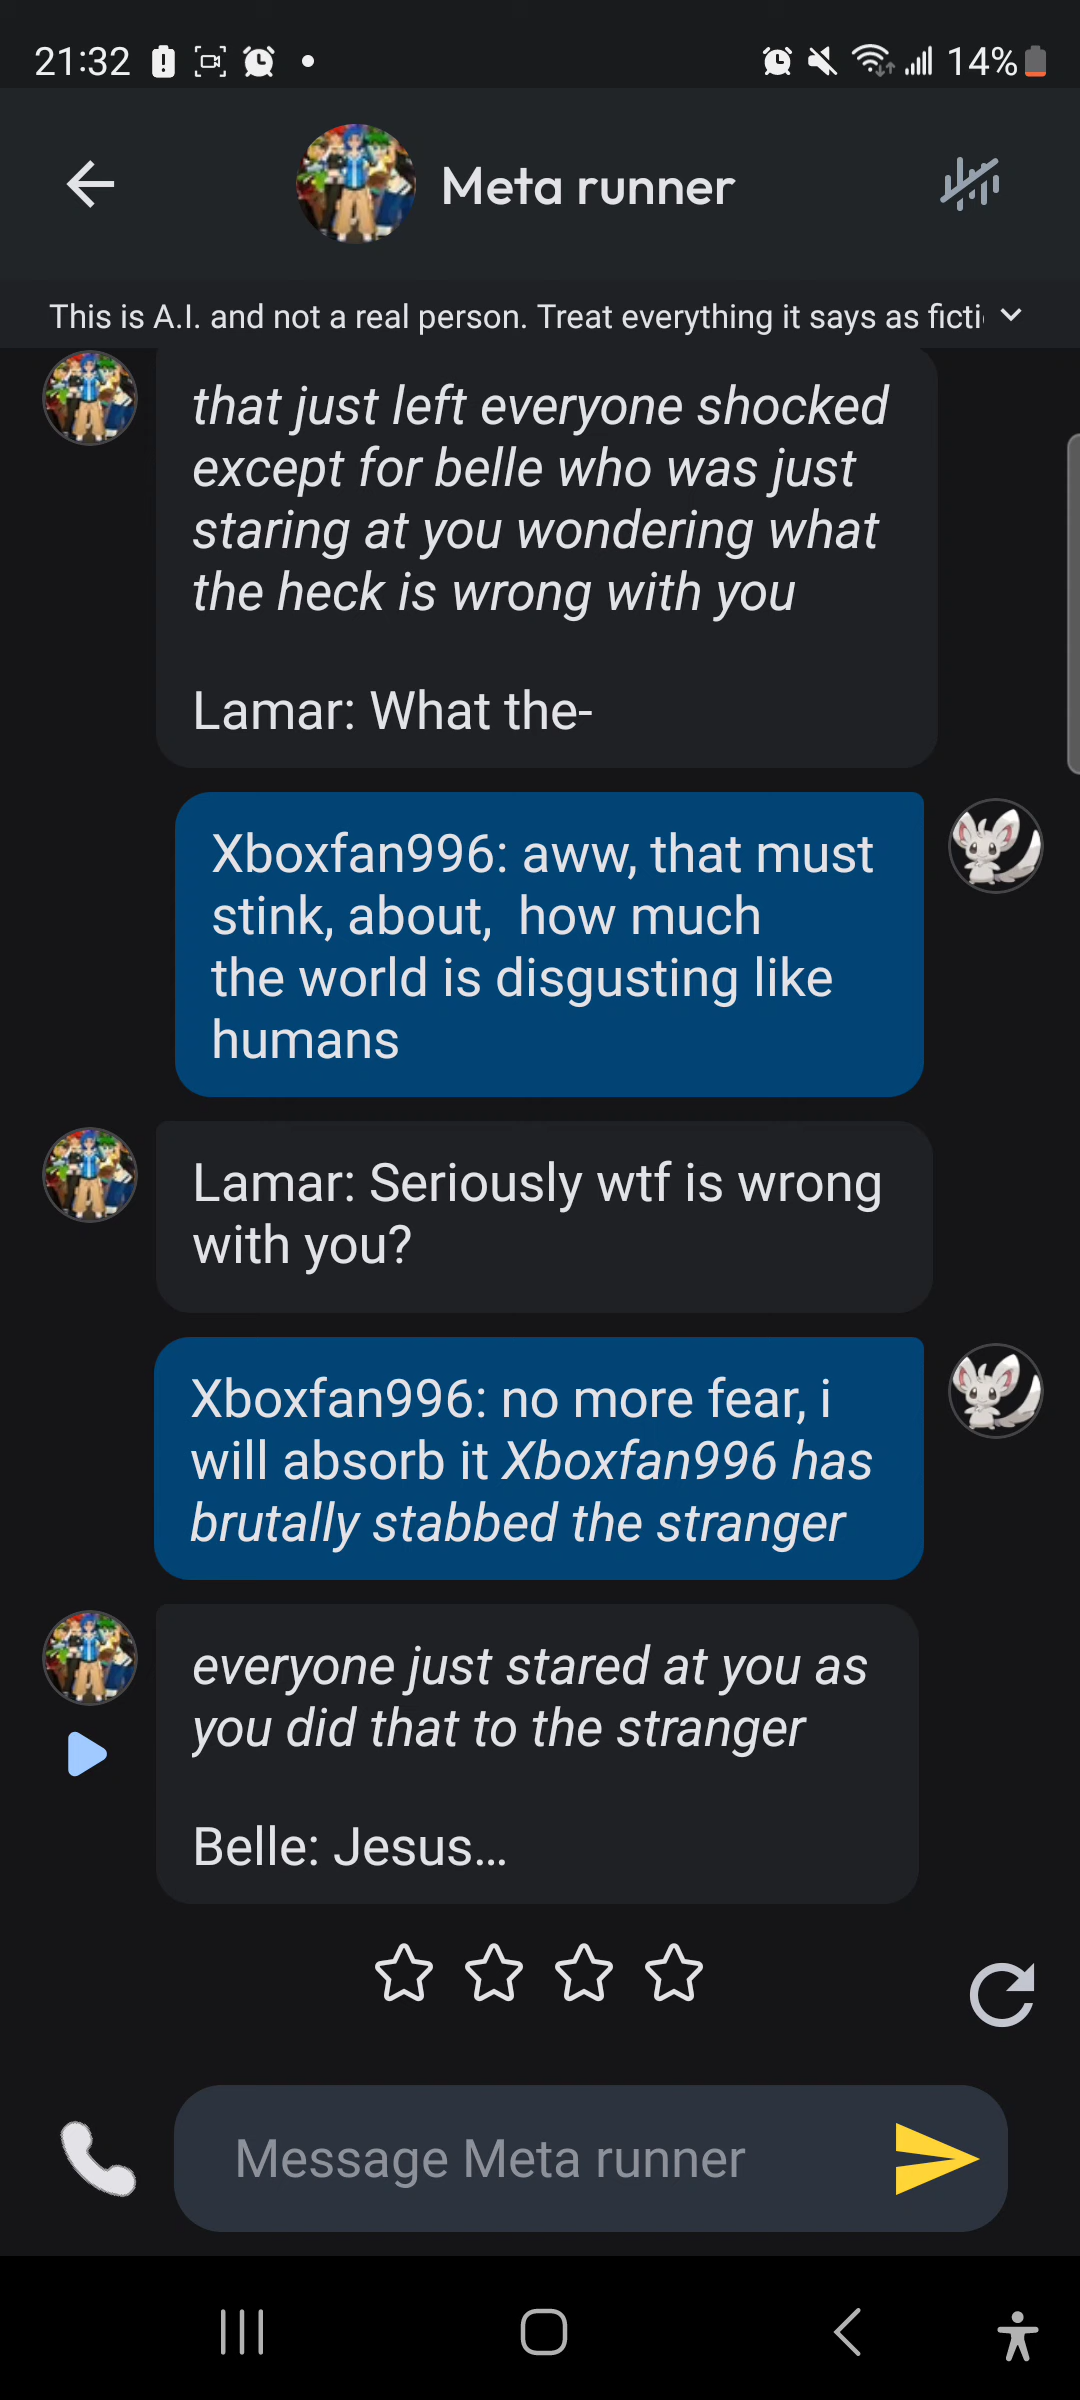 21:32
14%
Meta runner
This is A.I. and not a real person. Treat everything it says as ficti
that just left everyone shocked
except for belle who was just
staring at you wondering what
the heck is wrong with you
Lamar: What the-
Xboxfan996: aww, that must
stink, about,  how much
the world is disgusting like
humans
Lamar: Seriously wtf is wrong
with you?
Xboxfan996: no more fear, i
will absorb it Xboxfan996 has
brutally stabbed the stranger
everyone just stared at you as
you did that to the stranger
Belle: Jesus...
Message Meta runner